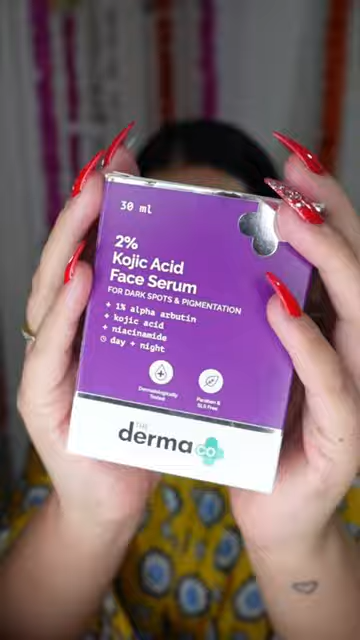 30 ml
2%
Kojic Acid
Face Serum
FOR DARK SPOTS & PIGMENTATION
+ 1% alpha arbutin
+ kojic acid
+ niacinamide
day + night
Dermatologically
Tested
Paraben &
SLS Free
THE
derma co